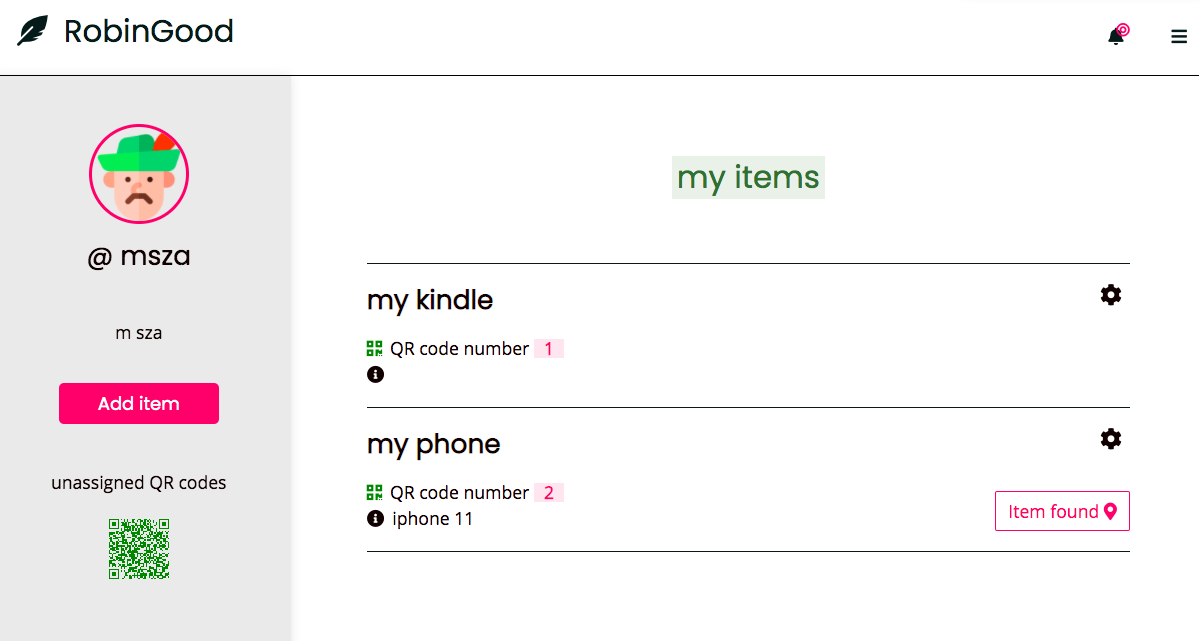 RobinGood
@ msza
m sza
Add item
unassigned QR codes
my items
my kindle
QR code number 1
my phone
QR code number 2
iphone 11
Item found